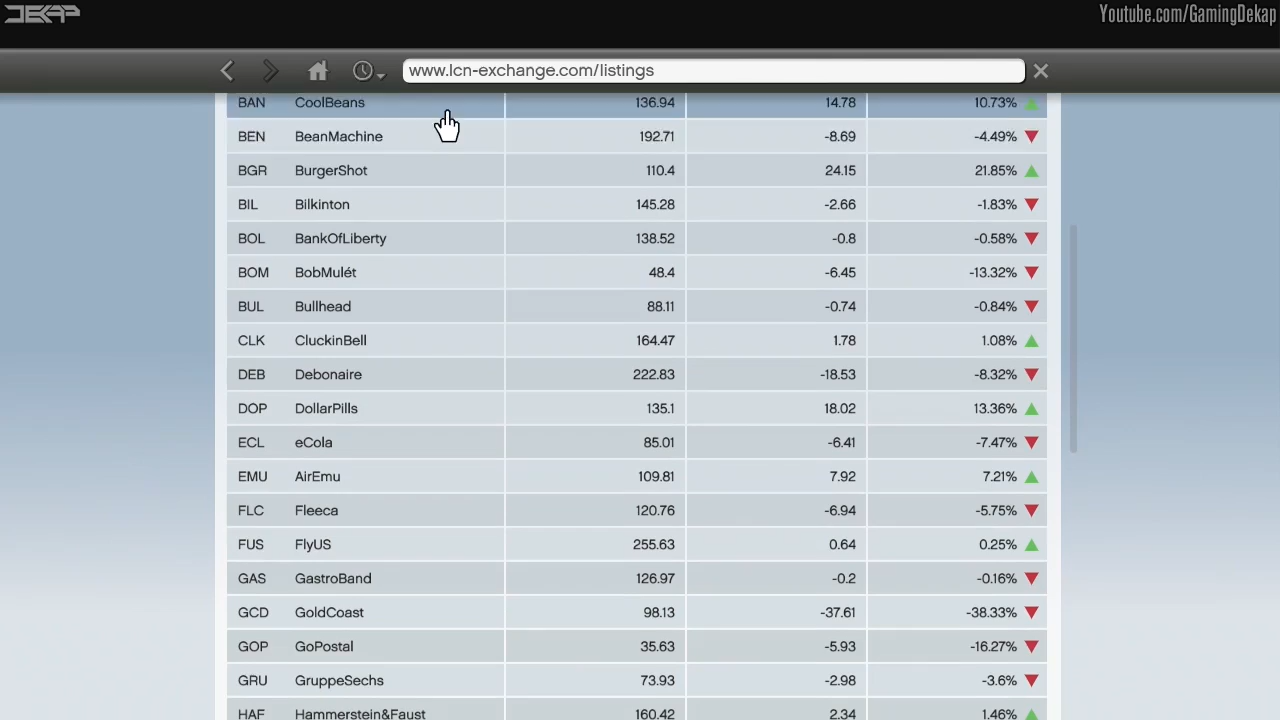 DEKAP Youtube.com/GamingDekap
www.lcn-exchange.com/listings
BAN CoolBeans 136.94 14.78 10.73%
BEN BeanMachine 192.71 -8.69 -4.49%
BGR BurgerShot 110.4 24.15 21.85%
BIL Bilkinton 145.28 -2.66 -1.83%
BOL BankOfLiberty 138.52 -0.8 -0.58%
BOM BobMulét 48.4 -6.45 -13.32%
BUL Bullhead 88.11 -0.74 -0.84%
CLK CluckinBell 164.47 1.78 1.08%
DEB Debonaire 222.83 -18.53 -8.32%
DOP DollarPills 135.1 18.02 13.36%
ECL eCola 85.01 -6.41 -7.47%
EMU AirEmu 109.81 7.92 7.21%
FLC Fleeca 120.76 -6.94 -5.75%
FUS FlyUS 255.63 0.64 0.25%
GAS GastroBand 126.97 -0.2 -0.16%
GCD GoldCoast 98.13 -37.61 -38.33%
GOP GoPostal 35.63 -5.93 -16.27%
GRU GruppeSechs 73.93 -2.98 -3.6%
HAF Hammerstein&Faust 160.42 2.34 1.46%